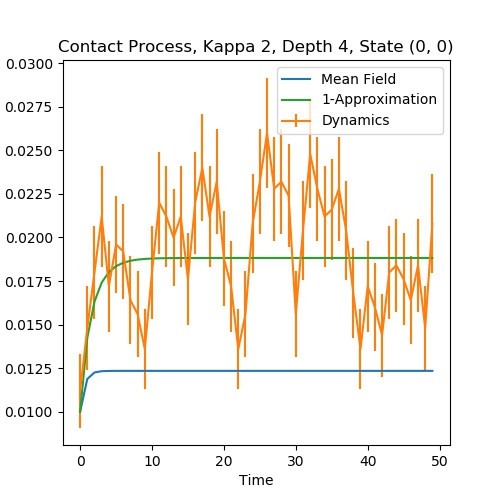 Contact Process, Kappa 2, Depth 4, State (0, 0)
Mean Field
1-Approximation
Dynamics
0.0300
0.0275
0.0250
0.0225
0.0200
0.0175
0.0150
0.0125
0.0100
0 10 20 30 40 50
Time